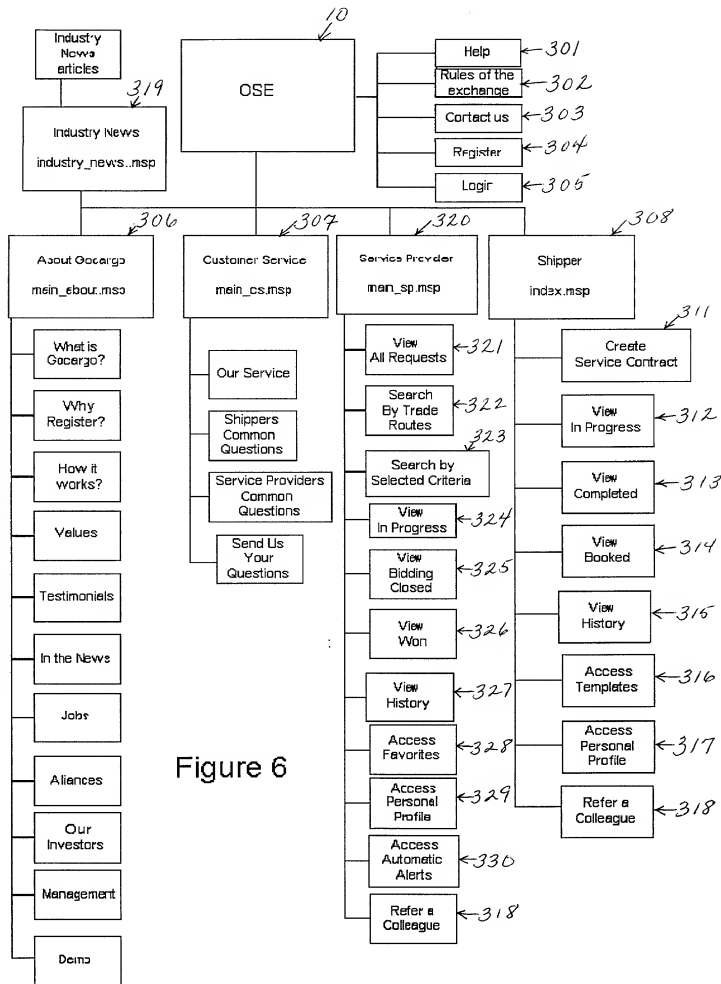 Industry
News
articles
319
Industry News
industry_news..msp
10
OSE
Help
301
Rules of the
exchange
302
Contact us
303
Register
304
Login
305
306
About Gocargo
main_about.msp
What is
Gocargo?
Why
Register?
How it
works?
Values
Testimonials
In the News
Jobs
Aliances
Our
Investors
Management
Demo
307
Customer Service
main_cs.msp
Our Service
Shippers
Common
Questions
Service Providers
Common
Questions
Send Us
Your
Questions
320
Service Provider
main_sp.msp
View
All Requests
321
Search
By Trade
Routes
322
323
Search by
Selected Criteria
View
In Progress
324
View
Bidding
Closed
325
View
Won
326
View
History
327
Access
Favorites
328
Access
Personal
Profile
329
Access
Automatic
Alerts
330
Refer a
Colleague
318
308
Shipper
index.msp
311
Create
Service Contract
View
In Progress
312
View
Completed
313
View
Booked
314
View
History
315
Access
Templates
316
Access
Personal
Profile
317
Refer a
Colleague
318
Figure 6